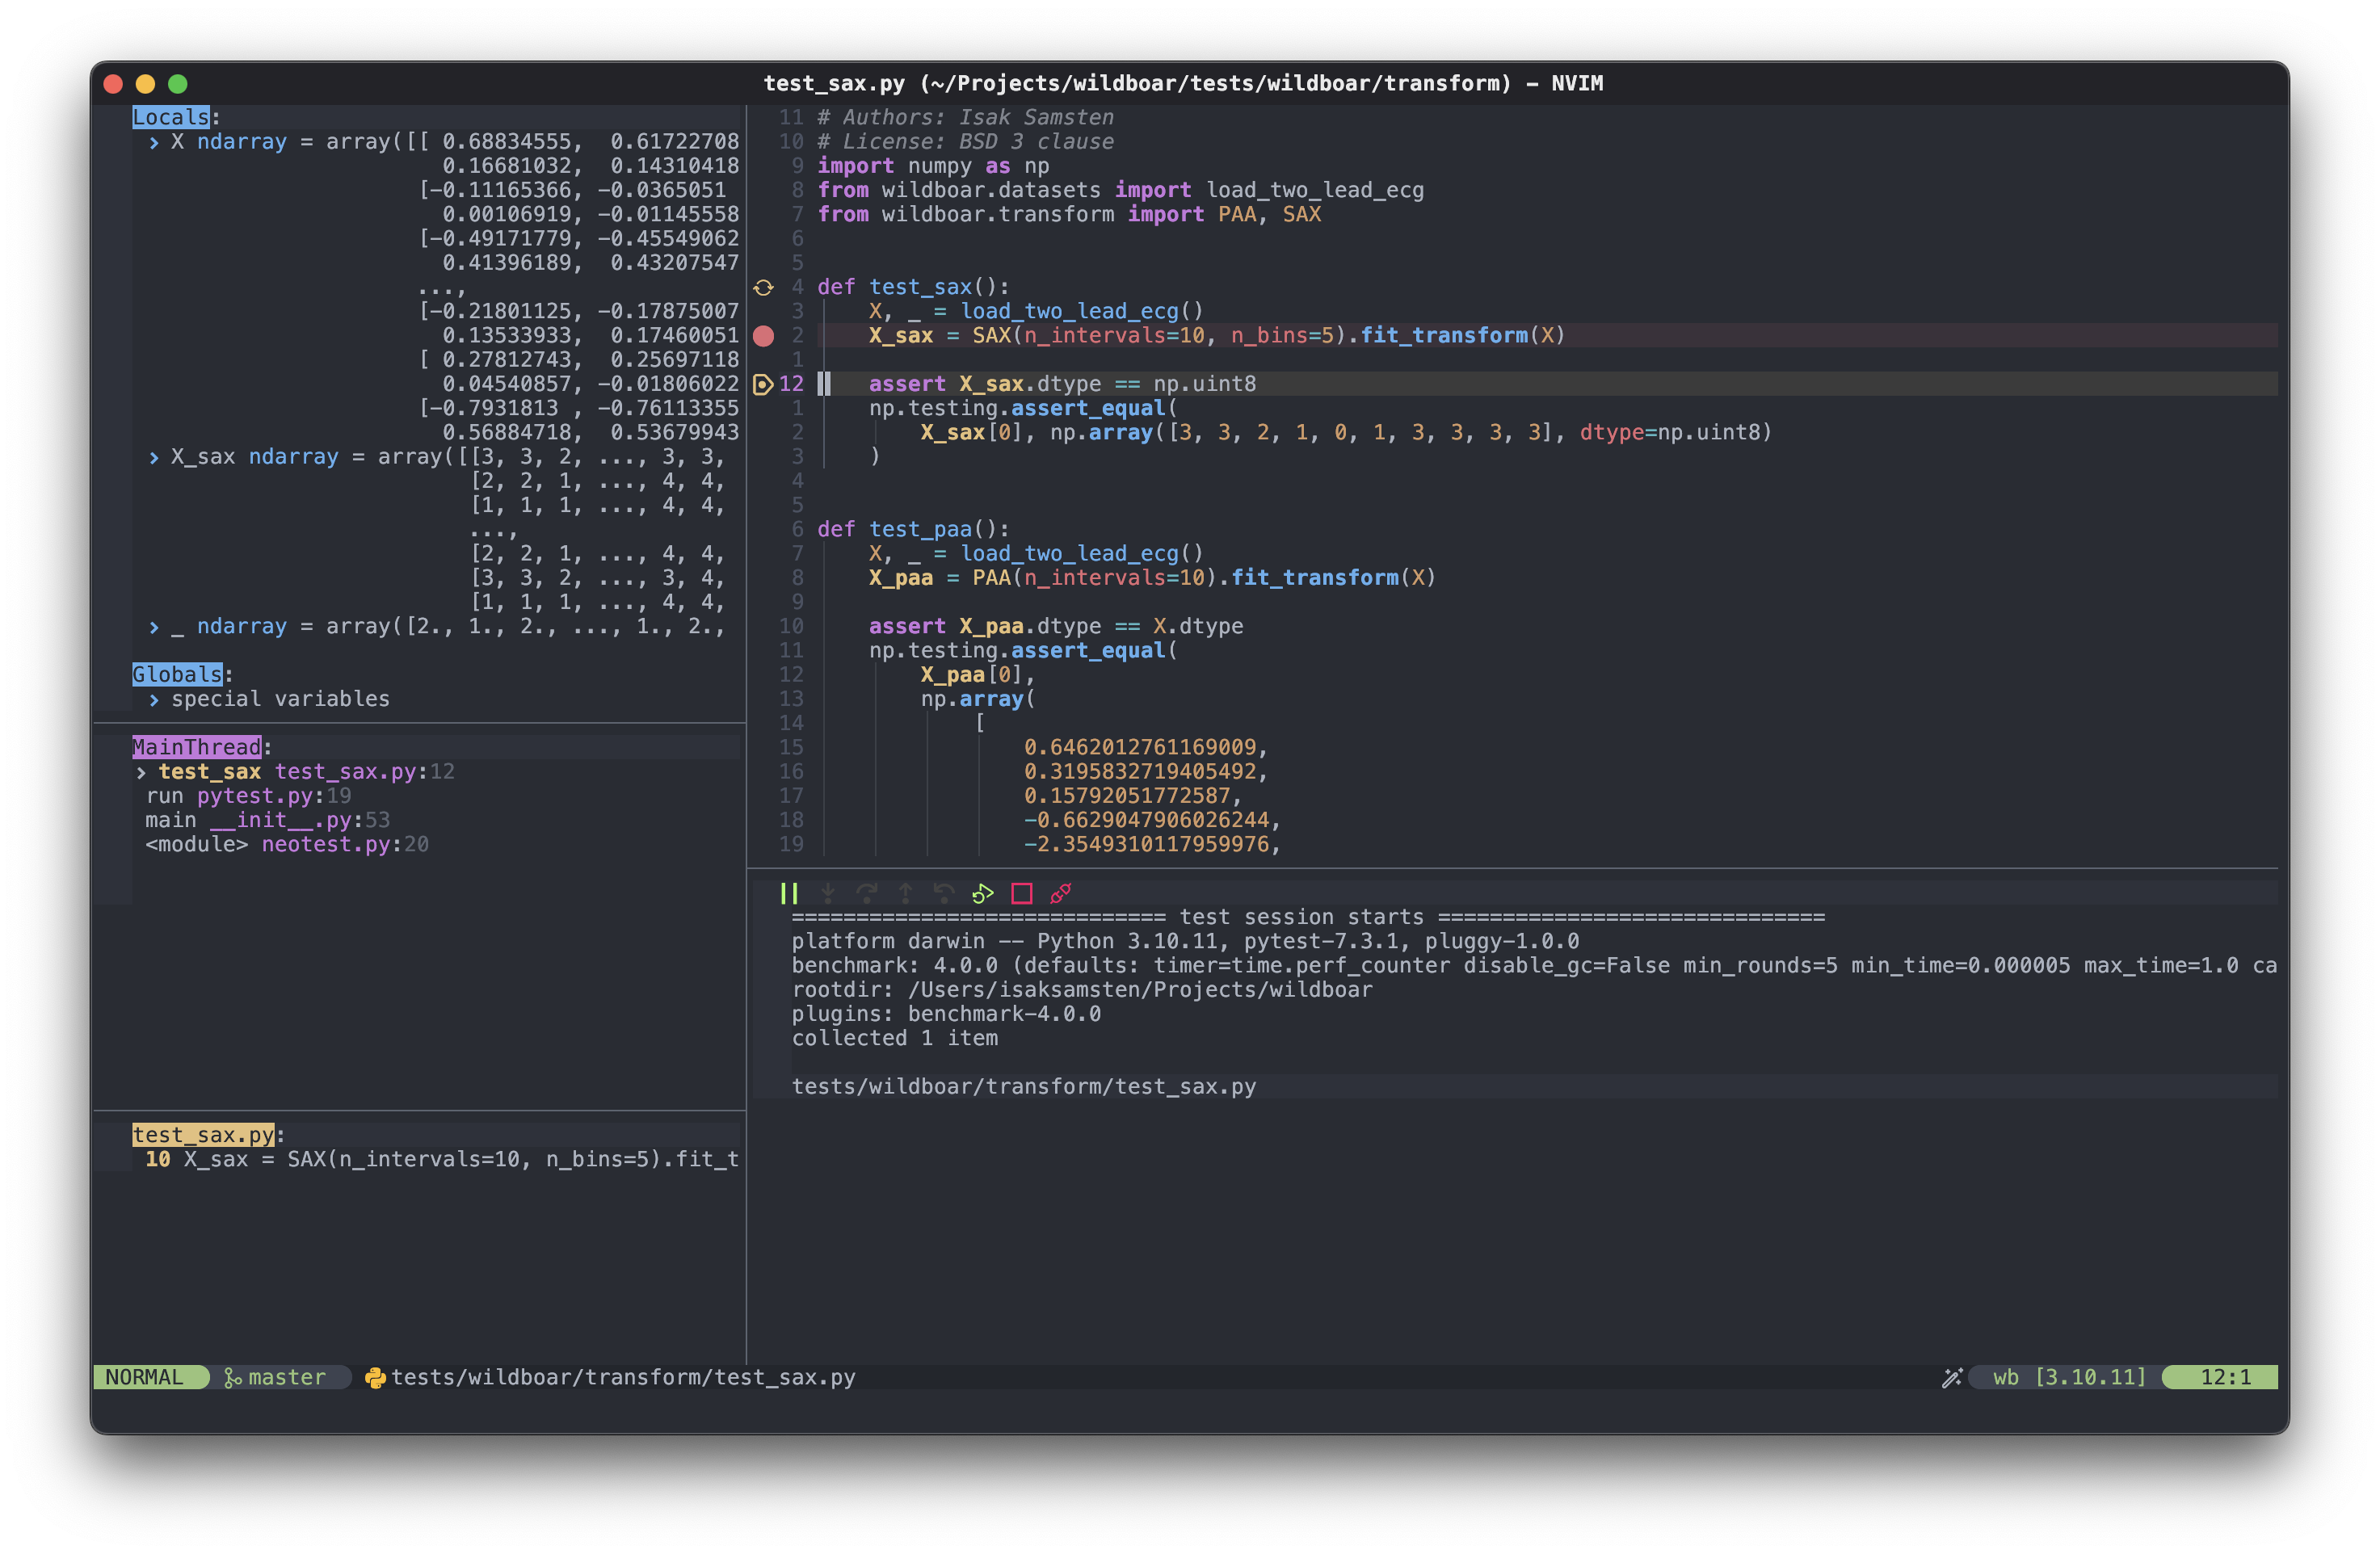 test_sax.py (~/Projects/wildboar/tests/wildboar/transform) – NVIM
Locals:
X ndarray = array([[ 0.68834555,  0.61722708
0.16681032,  0.14310418
[-0.11165366, -0.0365051
0.00106919, -0.01145558
[-0.49171779, -0.45549062
0.41396189,  0.43207547
...,
[-0.21801125, -0.17875007
0.13533933,  0.17460051
[ 0.27812743,  0.25697118
0.04540857, -0.01806022
[-0.7931813 , -0.76113355
0.56884718,  0.53679943
X_sax ndarray = array([[3, 3, 2, ..., 3, 3,
[2, 2, 1, ..., 4, 4,
[1, 1, 1, ..., 4, 4,
...,
[2, 2, 1, ..., 4, 4,
[3, 3, 2, ..., 3, 4,
[1, 1, 1, ..., 4, 4,
_ ndarray = array([2., 1., 2., ..., 1., 2.,
Globals:
special variables
MainThread:
test_sax test_sax.py:12
run pytest.py:19
main __init__.py:53
<module> neotest.py:20
test_sax.py:
10 X_sax = SAX(n_intervals=10, n_bins=5).fit_t
11 # Authors: Isak Samsten
10 # License: BSD 3 clause
9 import numpy as np
8 from wildboar.datasets import load_two_lead_ecg
7 from wildboar.transform import PAA, SAX
6
5
4 def test_sax():
3     X, _ = load_two_lead_ecg()
2     X_sax = SAX(n_intervals=10, n_bins=5).fit_transform(X)
1
12     assert X_sax.dtype == np.uint8
1     np.testing.assert_equal(
2         X_sax[0], np.array([3, 3, 2, 1, 0, 1, 3, 3, 3, 3], dtype=np.uint8)
3     )
4
5
6 def test_paa():
7     X, _ = load_two_lead_ecg()
8     X_paa = PAA(n_intervals=10).fit_transform(X)
9
10     assert X_paa.dtype == X.dtype
11     np.testing.assert_equal(
12         X_paa[0],
13         np.array(
14             [
15                 0.6462012761169009,
16                 0.3195832719405492,
17                 0.15792051772587,
18                 -0.6629047906026244,
19                 -2.3549310117959976,
============================= test session starts ==============================
platform darwin -- Python 3.10.11, pytest-7.3.1, pluggy-1.0.0
benchmark: 4.0.0 (defaults: timer=time.perf_counter disable_gc=False min_rounds=5 min_time=0.000005 max_time=1.0 ca
rootdir: /Users/isaksamsten/Projects/wildboar
plugins: benchmark-4.0.0
collected 1 item
tests/wildboar/transform/test_sax.py
NORMAL master tests/wildboar/transform/test_sax.py wb [3.10.11] 12:1